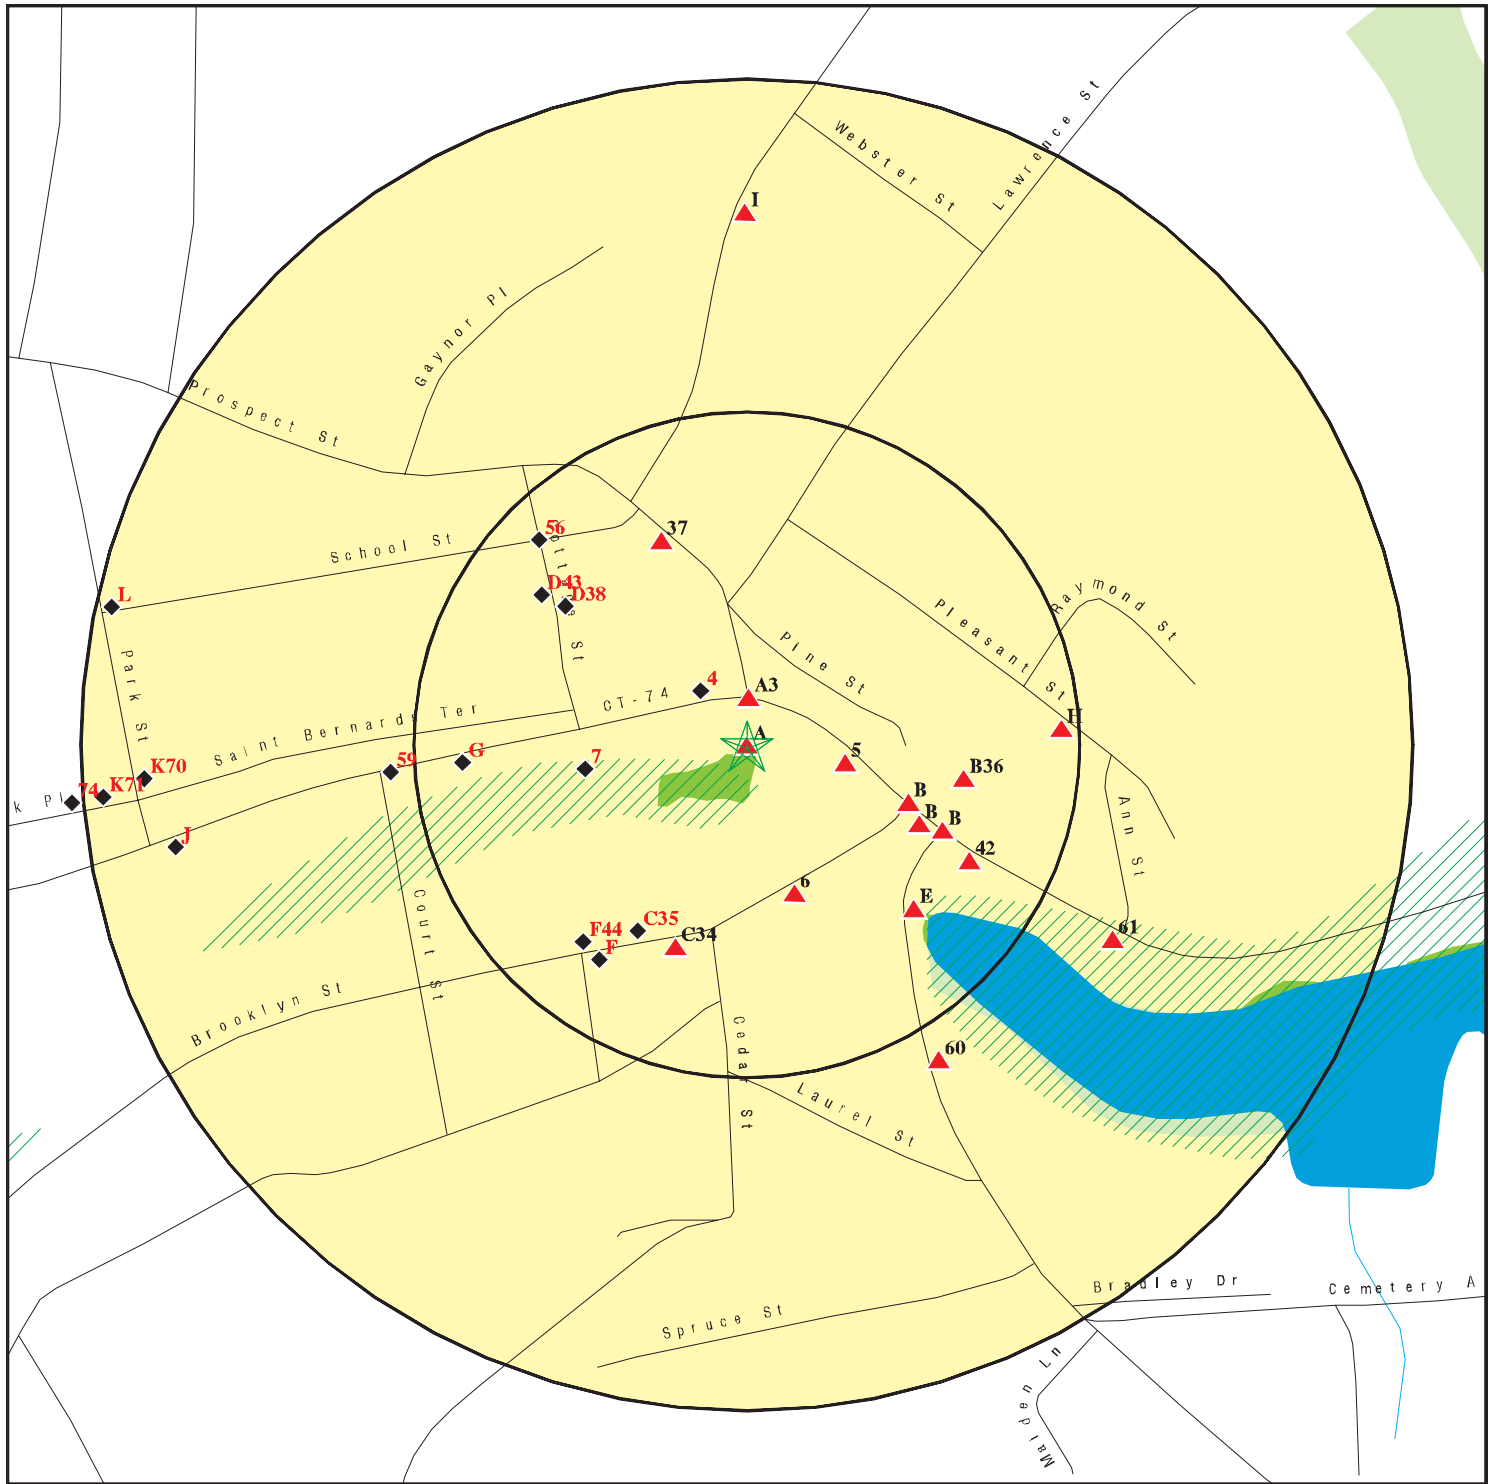 Lawrence St
Webster St
I
Gaynor Pl
Prospect St
56
37
School St
D43
D38
L
Pleasant St
Raymond St
Park St
Pine St
4
A3
CT-74
Saint Bernards Ter
H
A
G
7
59
5
B36
K70
K71
74
k Pl
B
B
B
Ann St
J
42
6
Court St
E
C35
F44
F
C34
61
Brooklyn St
Cedar St
60
Laurel St
Bradley Dr
Cemetery A
Spruce St
Maiden Ln